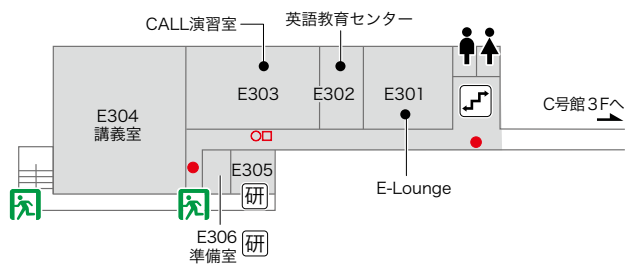 CALL演習室
英語教育センター
E303
E302
E301
E304
講義室
C号館3Fへ
E305
研
E-Lounge
E306
準備室
研